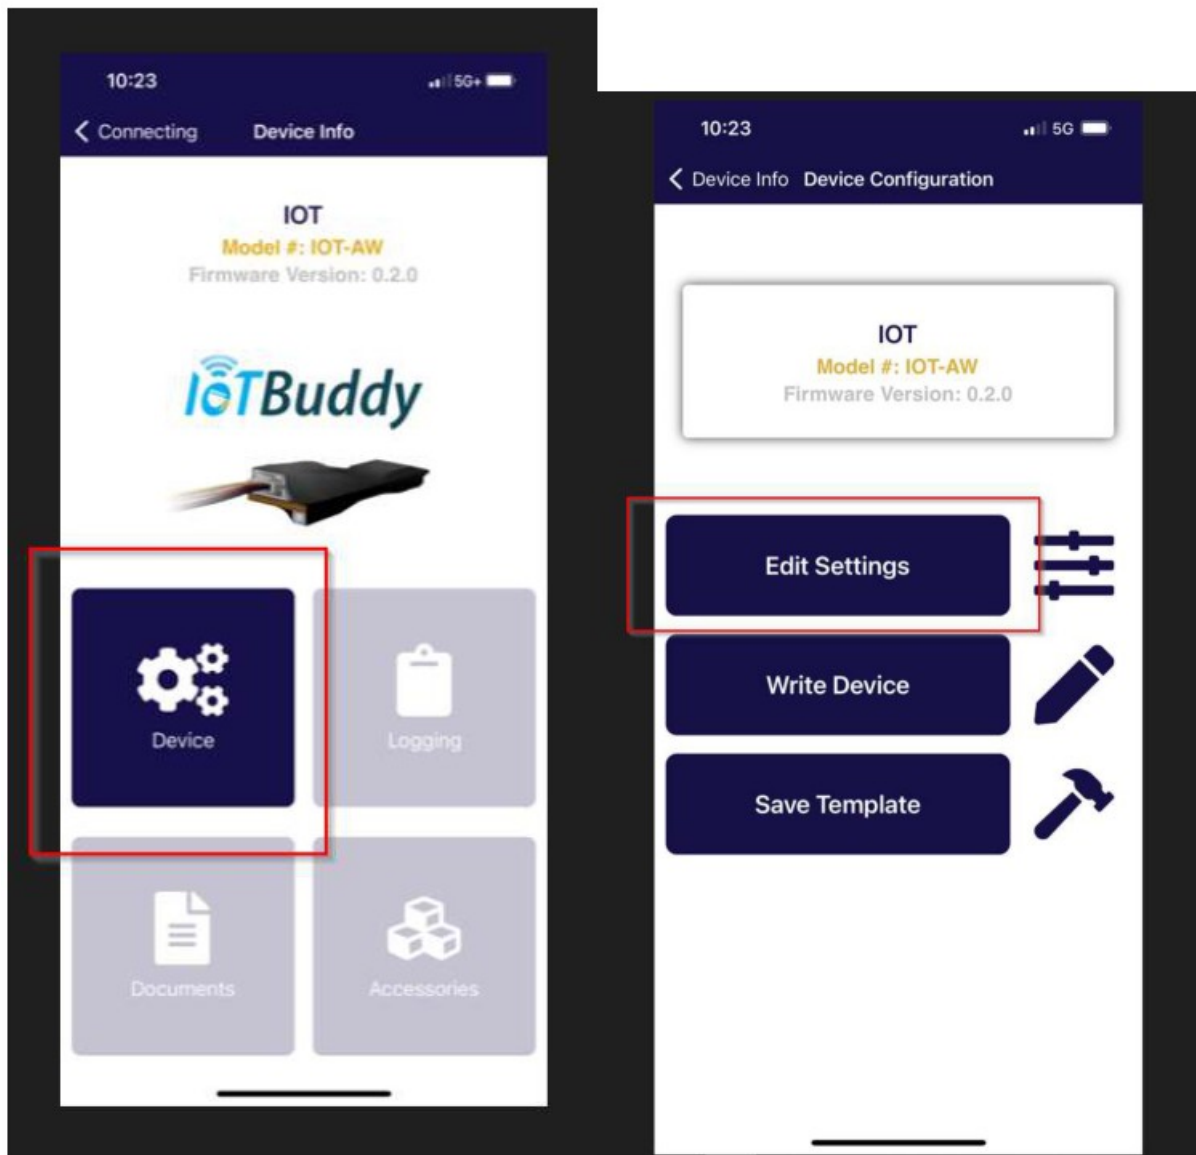 10:23
5G+
Connecting
Device Info
IOT
Model #: IOT-AW
Firmware Version: 0.2.0
IoTBuddy
Device
Logging
Documents
Accessories
10:23
5G
Device Info
Device Configuration
IOT
Model #: IOT-AW
Firmware Version: 0.2.0
Edit Settings
Write Device
Save Template